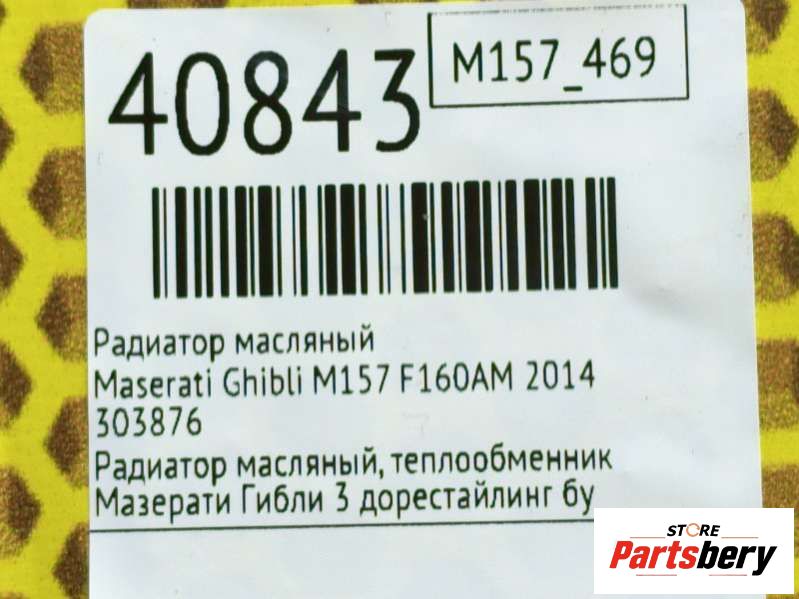 40843
M157_469
Радиатор масляный
Maserati Ghibli M157 F160AM 2014
303876
Радиатор масляный, теплообменник
Мазерати Гибли 3 дорестайлинг бу
STORE
Partsbery